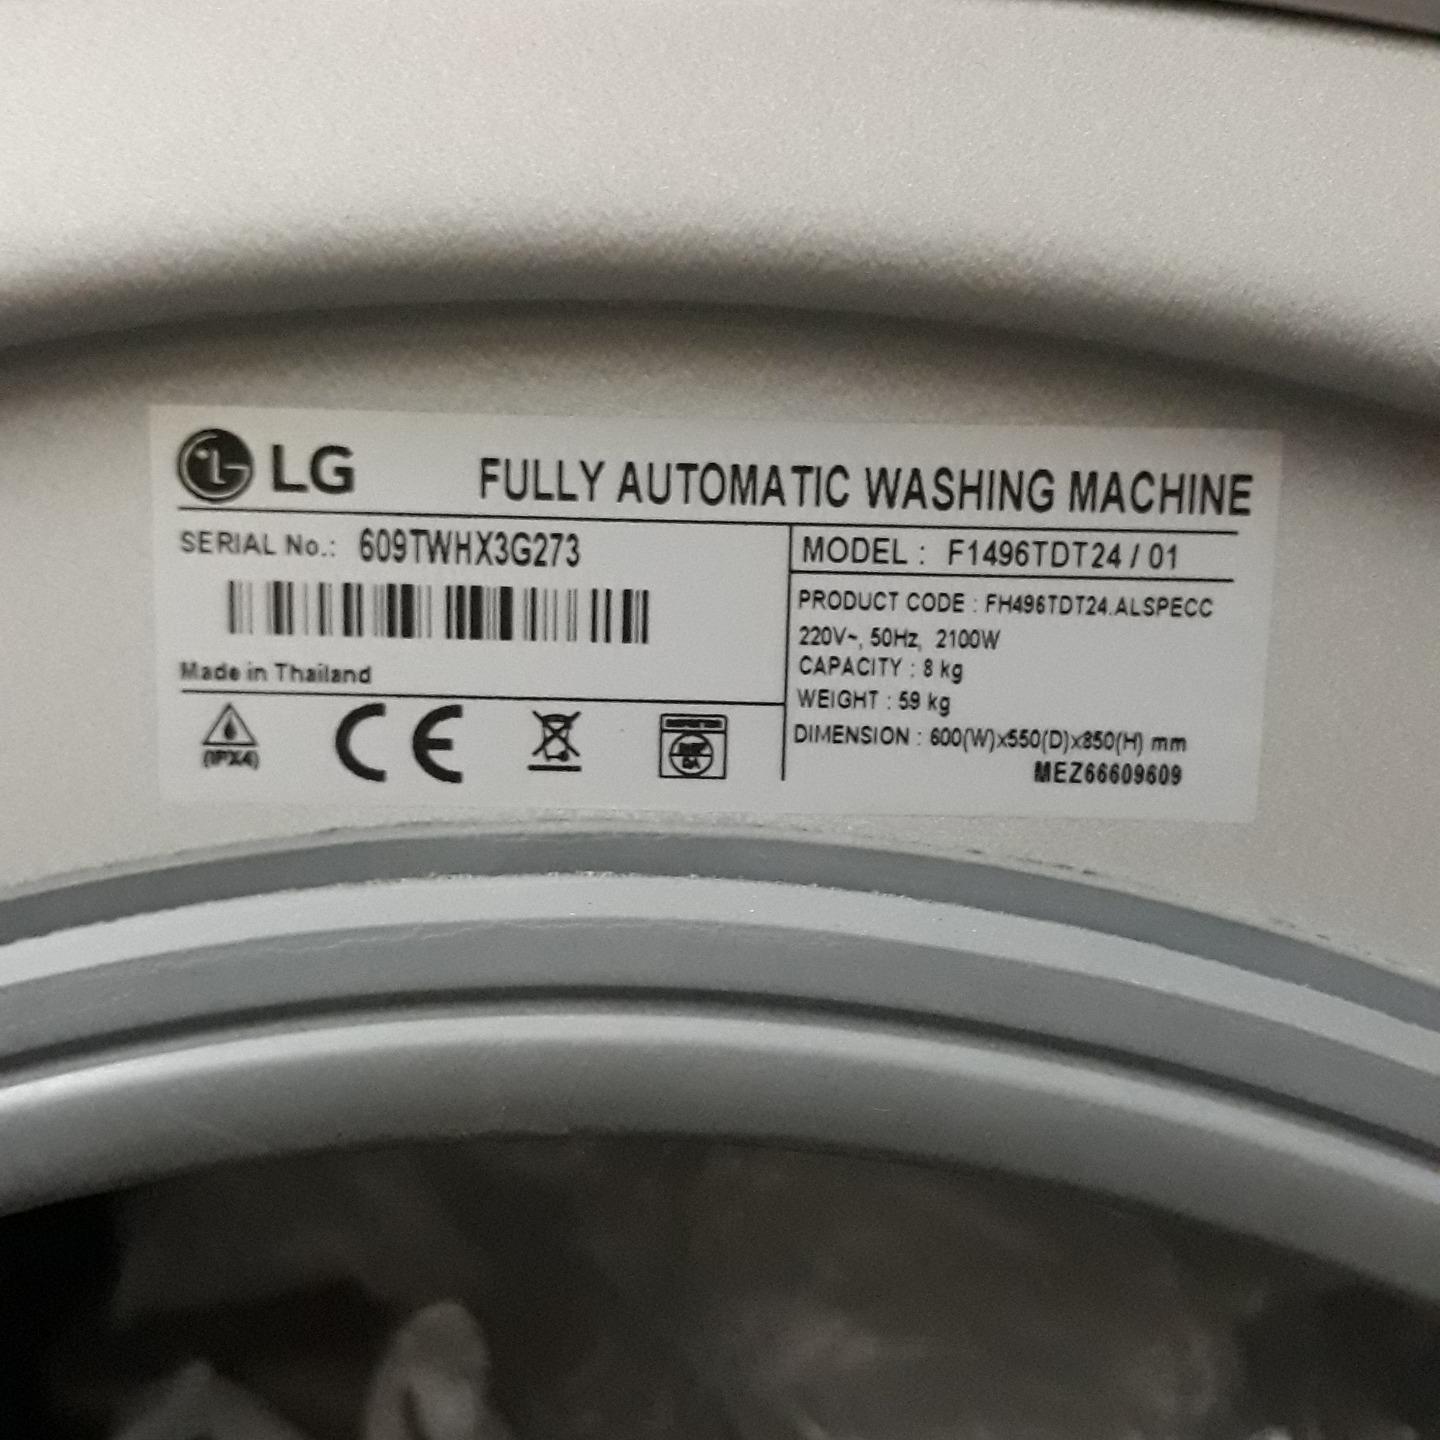 LG FULLY AUTOMATIC WASHING MACHINE
SERIAL No.: 609TWHX3G273
Made in Thailand
(IPX4)
CE
MODEL : F1496TDT24 / 01
PRODUCT CODE : FH496TDT24.ALSPECC
220V~, 50Hz, 2100W
CAPACITY : 8 kg
WEIGHT : 59 kg
DIMENSION : 600(W)x550(D)x850(H) mm
MEZ66609609